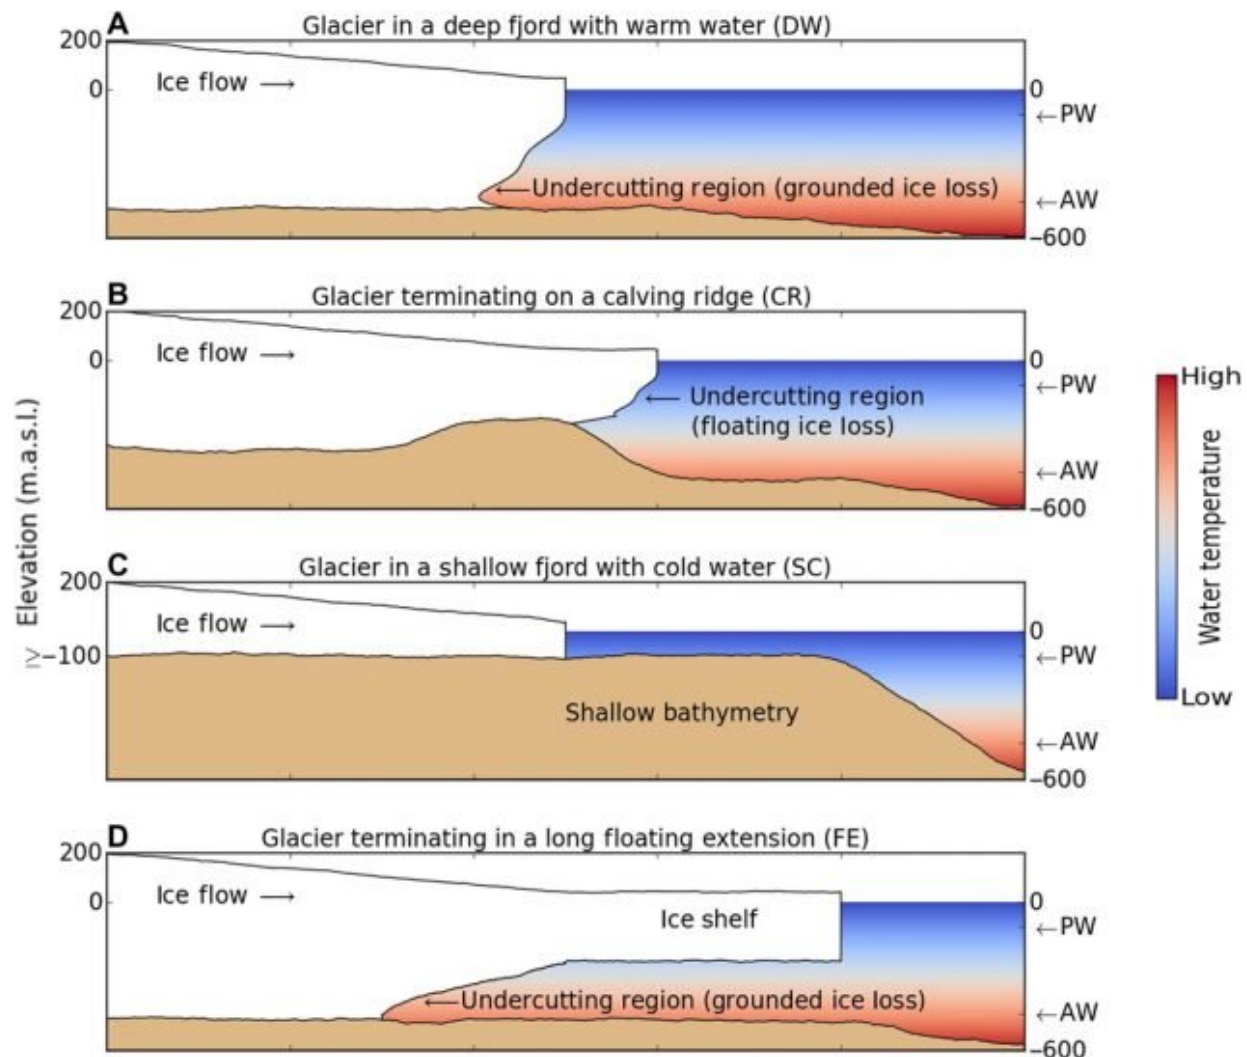 A
Glacier in a deep fjord with warm water (DW)
200
0
Ice flow →
0
←PW
←Undercutting region (grounded ice loss)
←AW
−600
B
Glacier terminating on a calving ridge (CR)
200
0
Ice flow →
0
←PW
← Undercutting region
(floating ice loss)
←AW
−600
C
Glacier in a shallow fjord with cold water (SC)
200
Ice flow →
0
≥−100
←PW
Shallow bathymetry
←AW
−600
D
Glacier terminating in a long floating extension (FE)
200
0
Ice flow →
Ice shelf
0
←PW
←Undercutting region (grounded ice loss)
←AW
−600
Elevation (m.a.s.l.)
High
Water temperature
Low